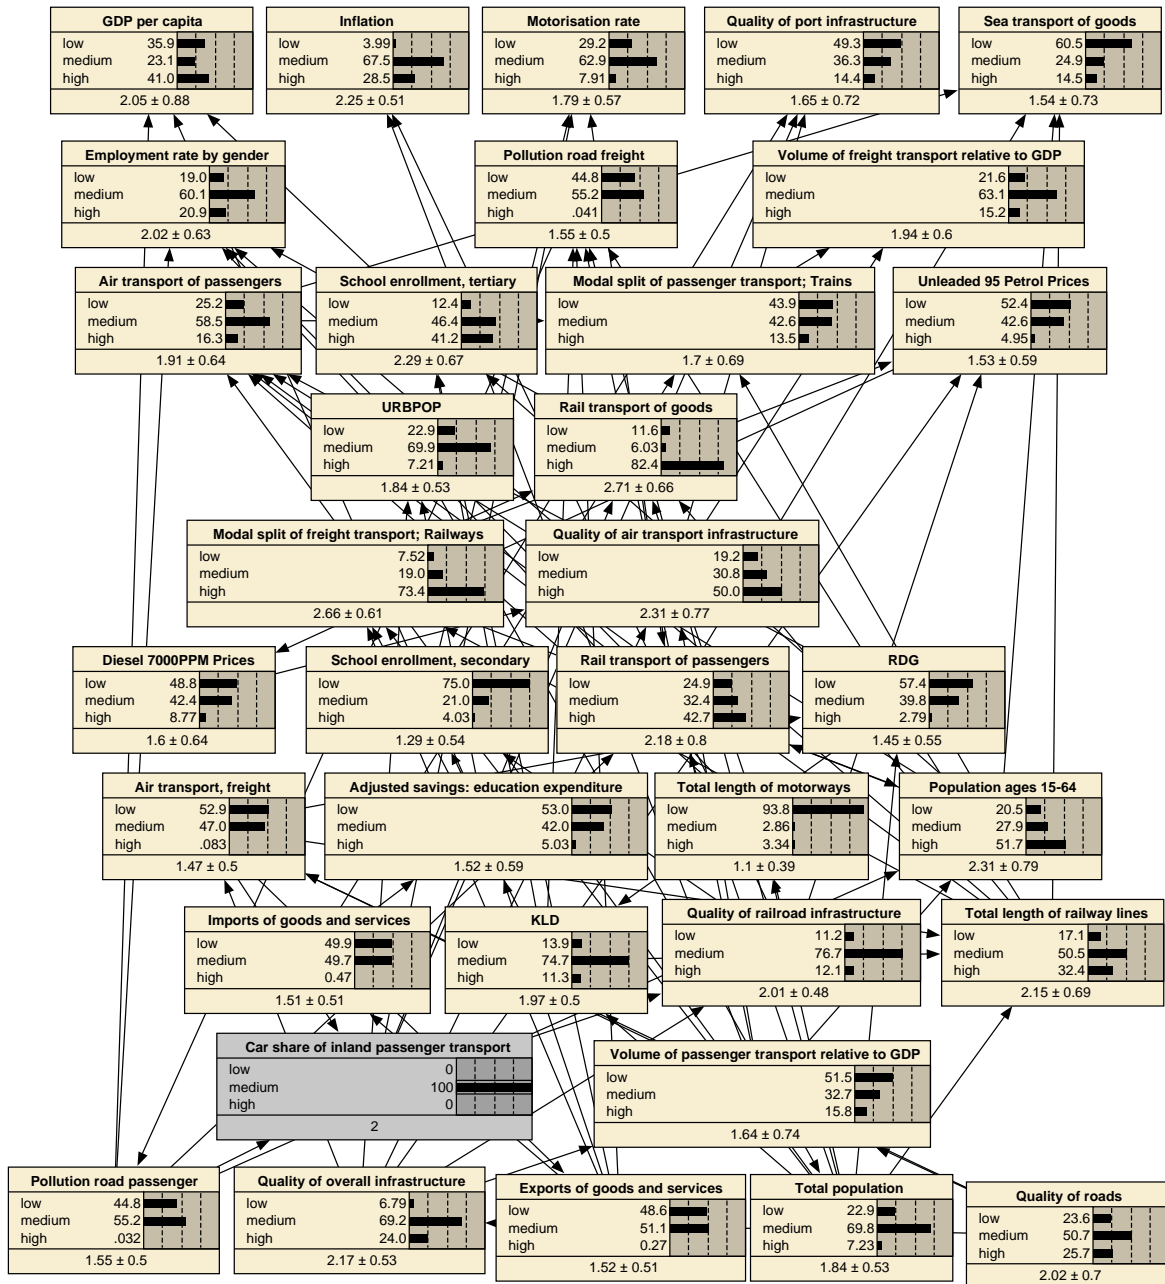 GDP per capita
low 35.9
medium 23.1
high 41.0
2.05 ± 0.88
Inflation
low 3.99
medium 67.5
high 28.5
2.25 ± 0.51
Motorisation rate
low 29.2
medium 62.9
high 7.91
1.79 ± 0.57
Quality of port infrastructure
low 49.3
medium 36.3
high 14.4
1.65 ± 0.72
Sea transport of goods
low 60.5
medium 24.9
high 14.5
1.54 ± 0.73
Employment rate by gender
low 19.0
medium 60.1
high 20.9
2.02 ± 0.63
Pollution road freight
low 44.8
medium 55.2
high .041
1.55 ± 0.5
Volume of freight transport relative to GDP
low 21.6
medium 63.1
high 15.2
1.94 ± 0.6
Air transport of passengers
low 25.2
medium 58.5
high 16.3
1.91 ± 0.64
School enrollment, tertiary
low 12.4
medium 46.4
high 41.2
2.29 ± 0.67
Modal split of passenger transport; Trains
low 43.9
medium 42.6
high 13.5
1.7 ± 0.69
Unleaded 95 Petrol Prices
low 52.4
medium 42.6
high 4.95
1.53 ± 0.59
URBPOP
low 22.9
medium 69.9
high 7.21
1.84 ± 0.53
Rail transport of goods
low 11.6
medium 6.03
high 82.4
2.71 ± 0.66
Modal split of freight transport; Railways
low 7.52
medium 19.0
high 73.4
2.66 ± 0.61
Quality of air transport infrastructure
low 19.2
medium 30.8
high 50.0
2.31 ± 0.77
Diesel 7000PPM Prices
low 48.8
medium 42.4
high 8.77
1.6 ± 0.64
School enrollment, secondary
low 75.0
medium 21.0
high 4.03
1.29 ± 0.54
Rail transport of passengers
low 24.9
medium 32.4
high 42.7
2.18 ± 0.8
RDG
low 57.4
medium 39.8
high 2.79
1.45 ± 0.55
Air transport, freight
low 52.9
medium 47.0
high .083
1.47 ± 0.5
Adjusted savings: education expenditure
low 53.0
medium 42.0
high 5.03
1.52 ± 0.59
Total length of motorways
low 93.8
medium 2.86
high 3.34
1.1 ± 0.39
Population ages 15-64
low 20.5
medium 27.9
high 51.7
2.31 ± 0.79
Imports of goods and services
low 49.9
medium 49.7
high 0.47
1.51 ± 0.51
KLD
low 13.9
medium 74.7
high 11.3
1.97 ± 0.5
Quality of railroad infrastructure
low 11.2
medium 76.7
high 12.1
2.01 ± 0.48
Total length of railway lines
low 17.1
medium 50.5
high 32.4
2.15 ± 0.69
Car share of inland passenger transport
low 0
medium 100
high 0
2
Volume of passenger transport relative to GDP
low 51.5
medium 32.7
high 15.8
1.64 ± 0.74
Pollution road passenger
low 44.8
medium 55.2
high .032
1.55 ± 0.5
Quality of overall infrastructure
low 6.79
medium 69.2
high 24.0
2.17 ± 0.53
Exports of goods and services
low 48.6
medium 51.1
high 0.27
1.52 ± 0.51
Total population
low 22.9
medium 69.8
high 7.23
1.84 ± 0.53
Quality of roads
low 23.6
medium 50.7
high 25.7
2.02 ± 0.7